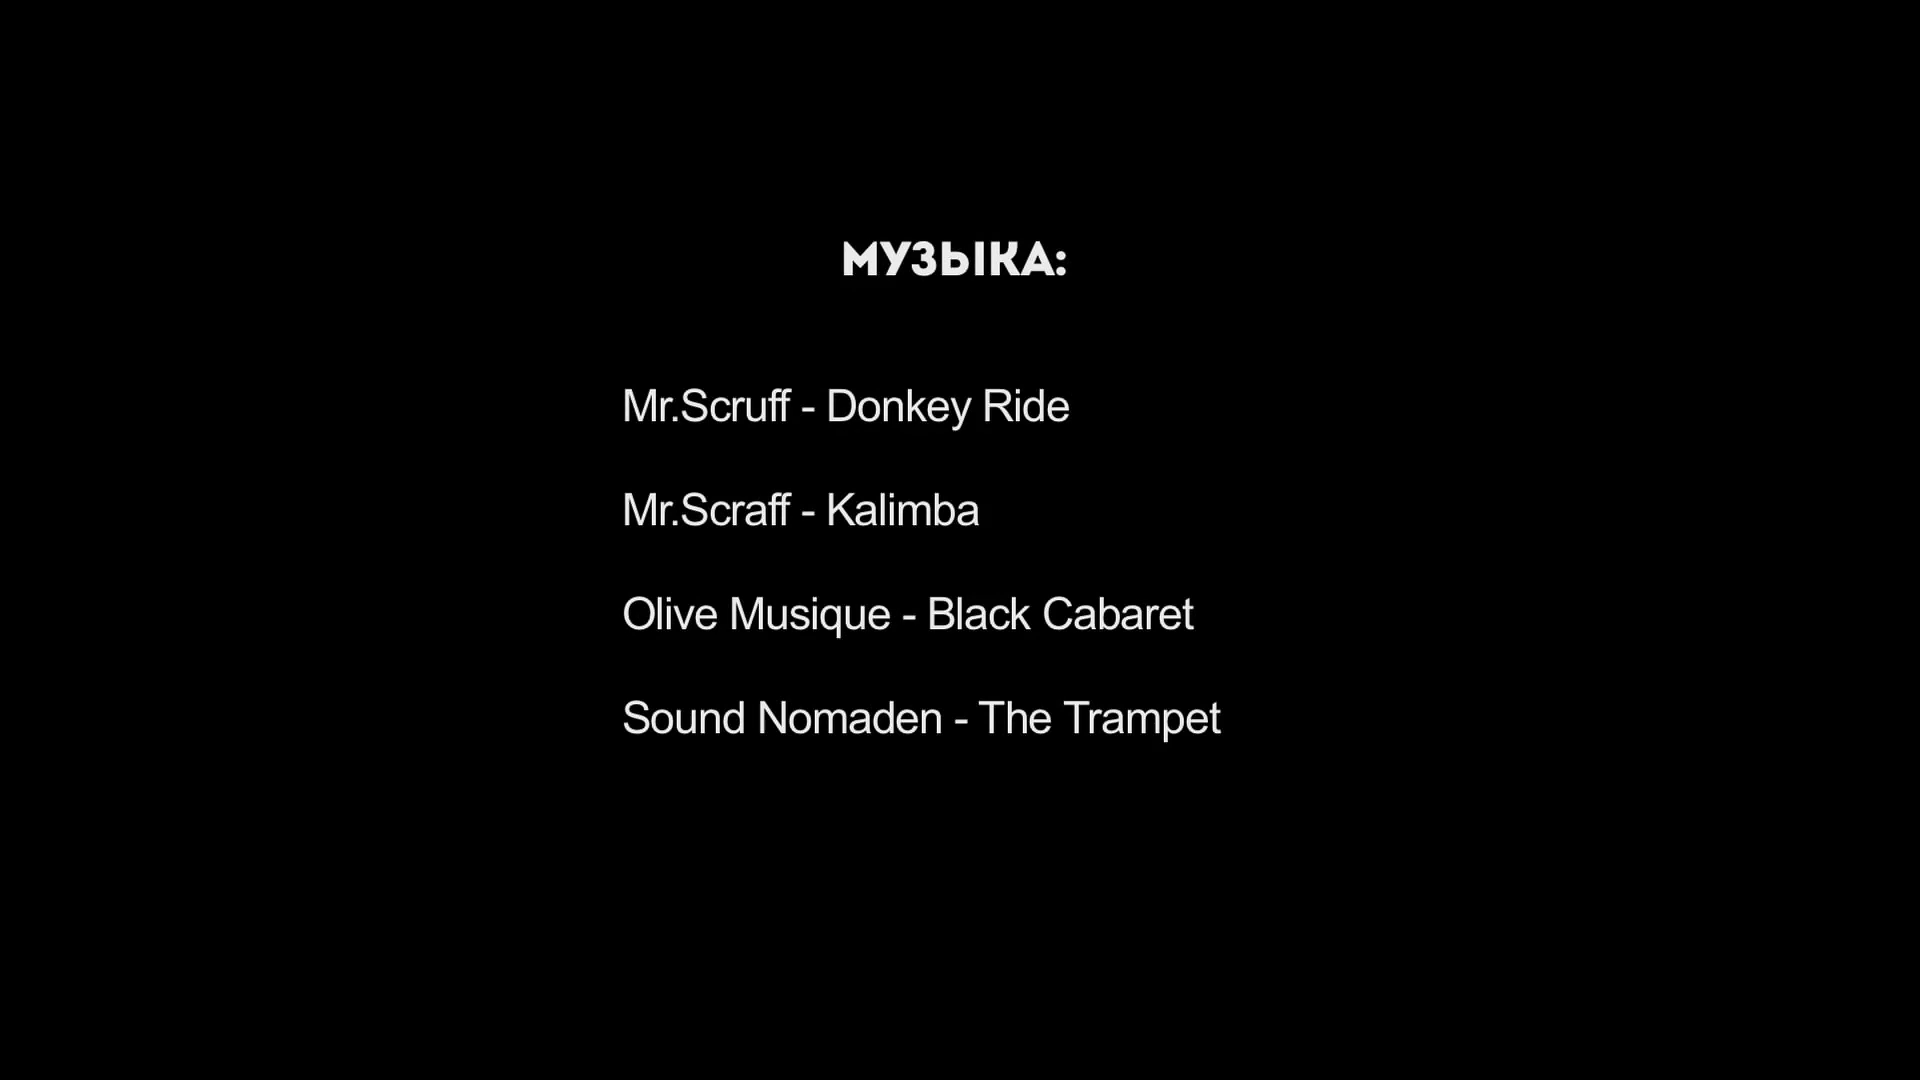 МУЗЫКА:
Mr.Scruff - Donkey Ride
Mr.Scraff - Kalimba
Olive Musique - Black Cabaret
Sound Nomaden - The Trampet